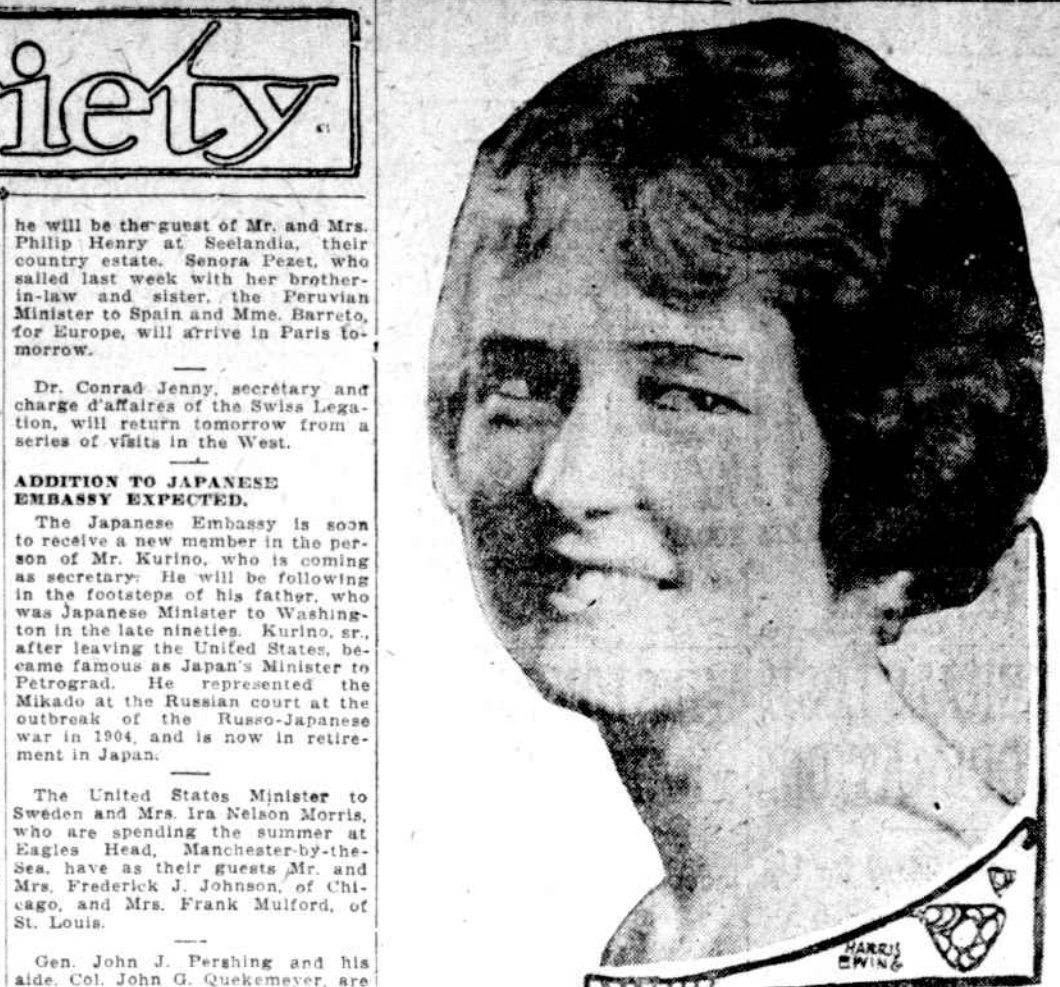 iety
he will be the guest of Mr. and Mrs.
Philip Henry at Seelandia, their
country estate. Senora Pezet, who
sailed last week with her brother-
in-law and sister, the Peruvian
Minister to Spain and Mme. Barreto,
for Europe, will arrive in Paris to-
morrow.
Dr. Conrad Jenny, secretary and
charge d'affaires of the Swiss Lega-
tion, will return tomorrow from a
series of visits in the West.
ADDITION TO JAPANESE
EMBASSY EXPECTED.
The Japanese Embassy is soon
to receive a new member in the per-
son of Mr. Kurino, who is coming
as secretary. He will be following
in the footsteps of his father, who
was Japanese Minister to Washing-
ton in the late nineties. Kurino, sr.,
after leaving the United States, be-
came famous as Japan's Minister to
Petrograd. He represented the
Mikado at the Russian court at the
outbreak of the Russo-Japanese
war in 1904, and is now in retire-
ment in Japan.
The United States Minister to
Sweden and Mrs. Ira Nelson Morris,
who are spending the summer at
Eagles Head, Manchester-by-the-
Sea, have as their guests Mr. and
Mrs. Frederick J. Johnson, of Chi-
cago, and Mrs. Frank Mulford, of
St. Louis.
Gen. John J. Pershing and his
aide, Col. John G. Quekemeyer, are
HARRIS
EWING